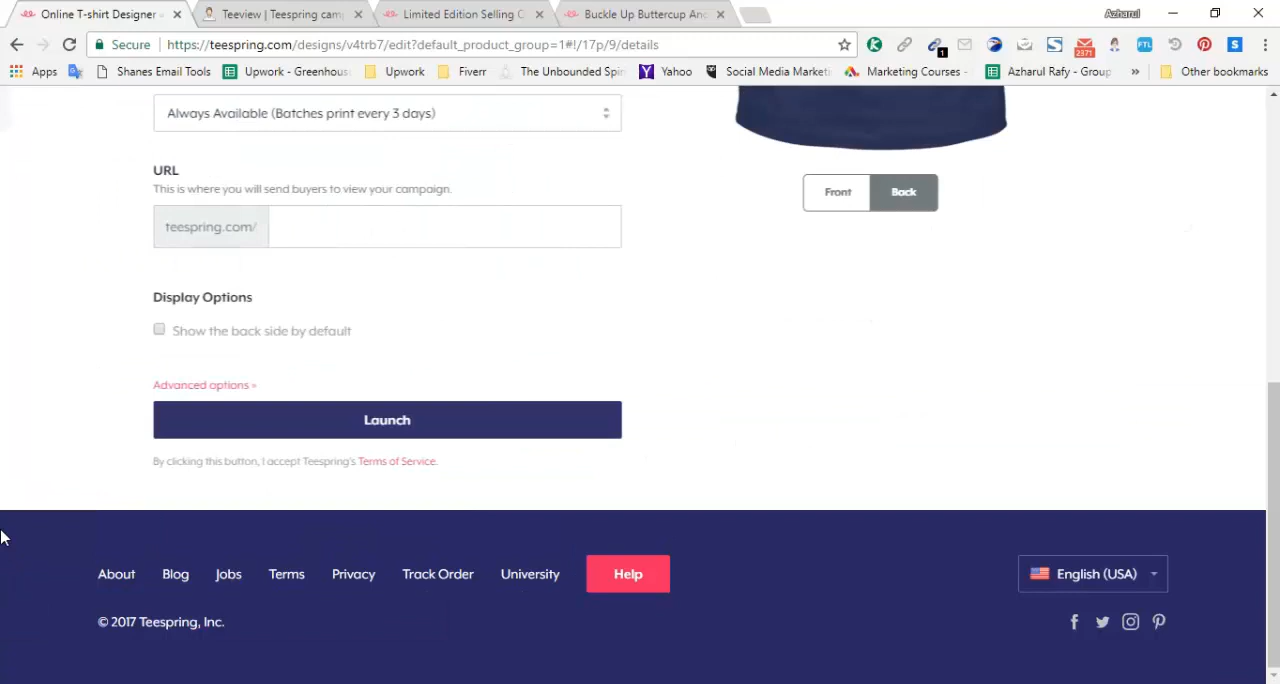 Online T-shirt Designer
Teeview | Teespring cam
Limited Edition Selling C
Buckle Up Buttercup And
Azharul
Secure
https://teespring.com/designs/v4trb7/edit?default_product_group=1#!/17p/9/details
1
2371
FTL
S
Apps
Shanes Email Tools
Upwork - Greenhous
Upwork
Fiverr
The Unbounded Spir
Yahoo
Social Media Market
Marketing Courses -
Azharul Rafy - Group
»
Other bookmarks
Always Available (Batches print every 3 days)
URL
This is where you will send buyers to view your campaign.
teespring.com/
Front
Back
Display Options
Show the back side by default
Advanced options »
Launch
By clicking this button, I accept Teespring's Terms of Service.
About
Blog
Jobs
Terms
Privacy
Track Order
University
Help
English (USA)
© 2017 Teespring, Inc.